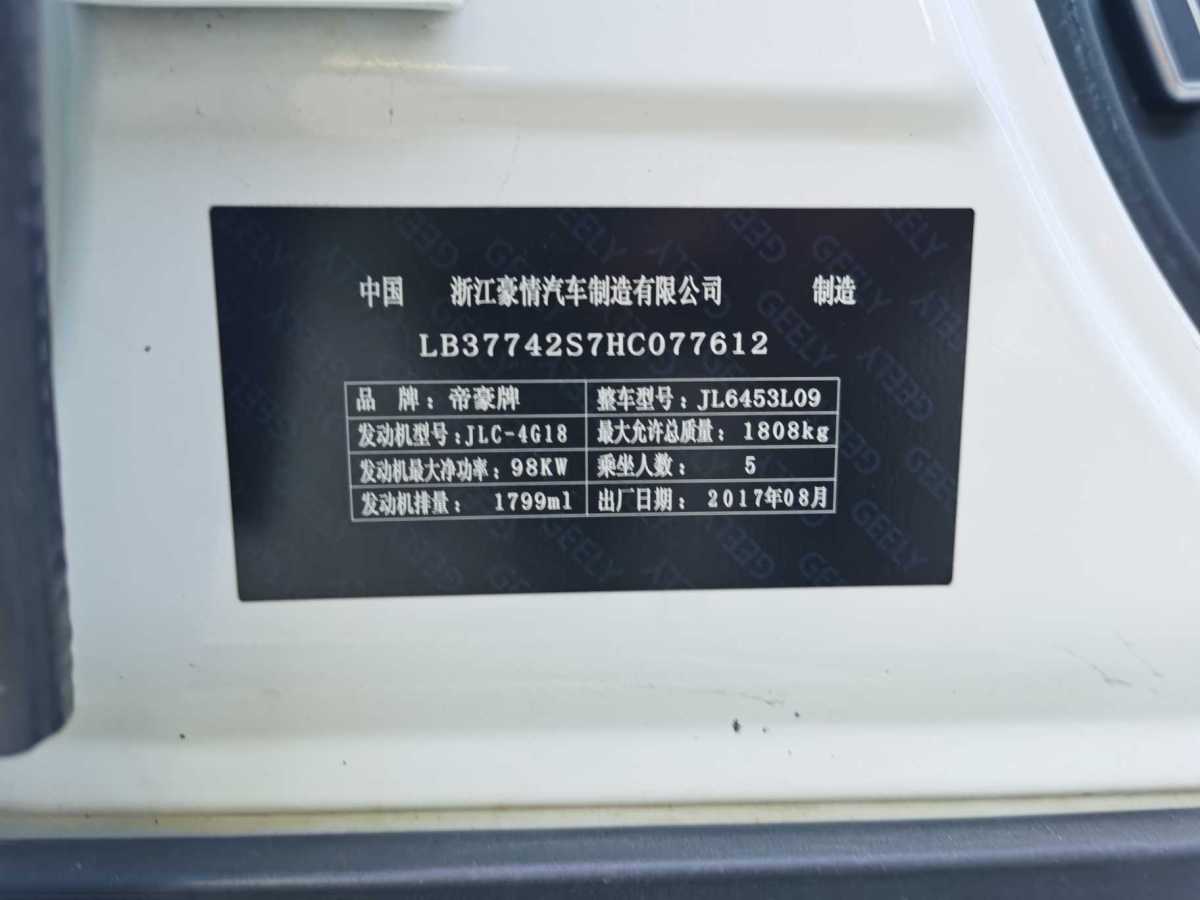 中国 浙江豪情汽车制造有限公司 制造
LB37742S7HC077612
品 牌：帝豪牌 整车型号：JL6453L09
发动机型号：JLC-4G18 最大允许总质量：1808kg
发动机最大净功率：98KW 乘坐人数：5
发动机排量：1799ml 出厂日期：2017年08月
GEELY